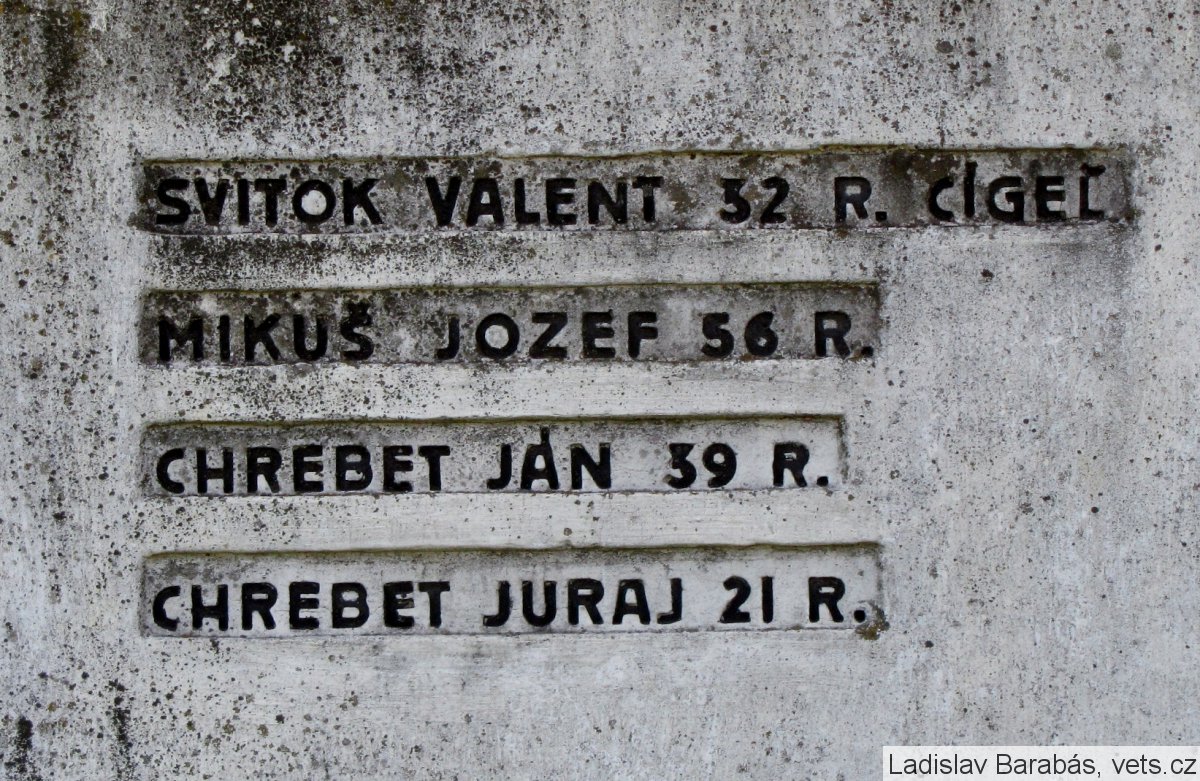 SVITOK VALENT 32 R. CÍGEĽ
MIKUŠ JOZEF 56 R.
CHREBET JÁN 39 R.
CHREBET JURAJ 21 R.
Ladislav Barabás, vets.cz